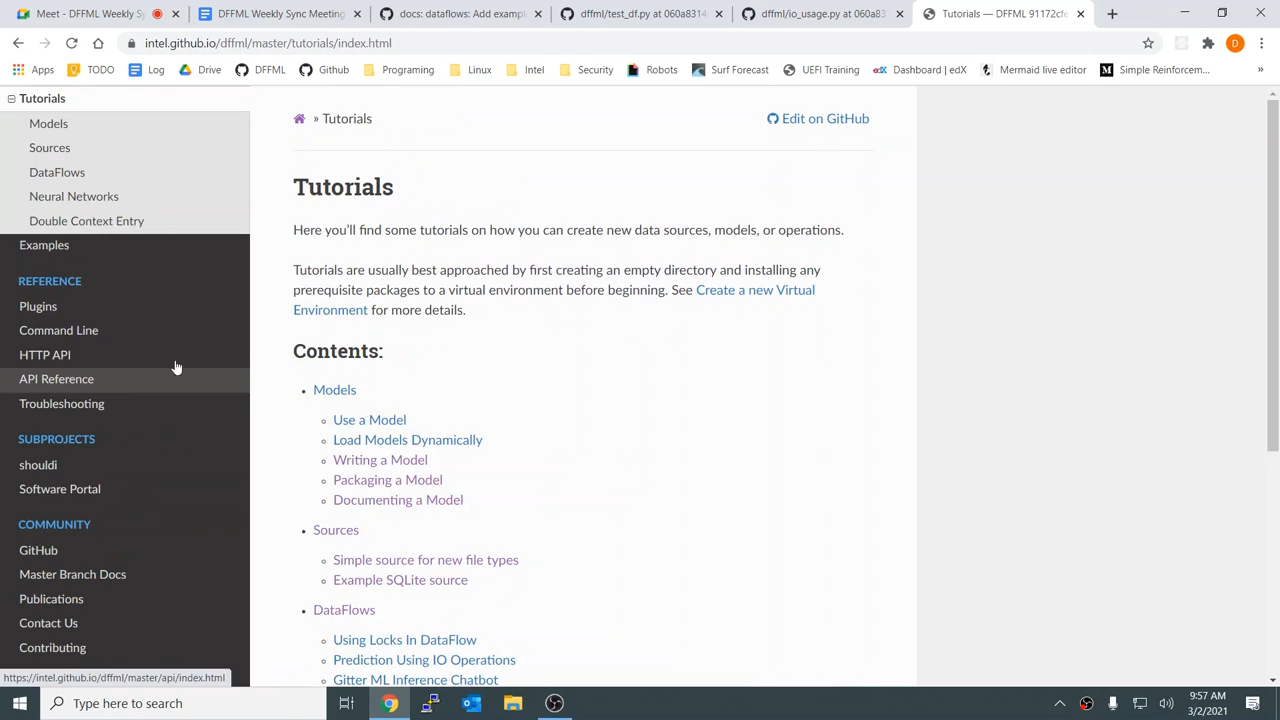 Meet - DFFML Weekly Sy
DFFML Weekly Sync Meeting
docs: dataflows: Add exampl
dffml/test_df.py at 060a8314
dffml/io_usage.py at 060a83
Tutorials — DFFML 91172cfe
intel.github.io/dffml/master/tutorials/index.html
D
Apps
TODO
Log
Drive
DFFML
Github
Programing
Linux
Intel
Security
Robots
Surf Forecast
UEFI Training
Dashboard | edX
Mermaid live editor
Simple Reinforcem...
»
Tutorials
Models
Sources
DataFlows
Neural Networks
Double Context Entry
Examples
REFERENCE
Plugins
Command Line
HTTP API
API Reference
Troubleshooting
SUBPROJECTS
shouldi
Software Portal
COMMUNITY
GitHub
Master Branch Docs
Publications
Contact Us
Contributing
https://intel.github.io/dffml/master/api/index.html
» Tutorials
Edit on GitHub
Tutorials
Here you'll find some tutorials on how you can create new data sources, models, or operations.
Tutorials are usually best approached by first creating an empty directory and installing any
prerequisite packages to a virtual environment before beginning. See Create a new Virtual
Environment for more details.
Contents:
• Models
◦ Use a Model
◦ Load Models Dynamically
◦ Writing a Model
◦ Packaging a Model
◦ Documenting a Model
• Sources
◦ Simple source for new file types
◦ Example SQLite source
• DataFlows
◦ Using Locks In DataFlow
◦ Prediction Using IO Operations
◦ Gitter ML Inference Chatbot
Type here to search
9:57 AM
3/2/2021